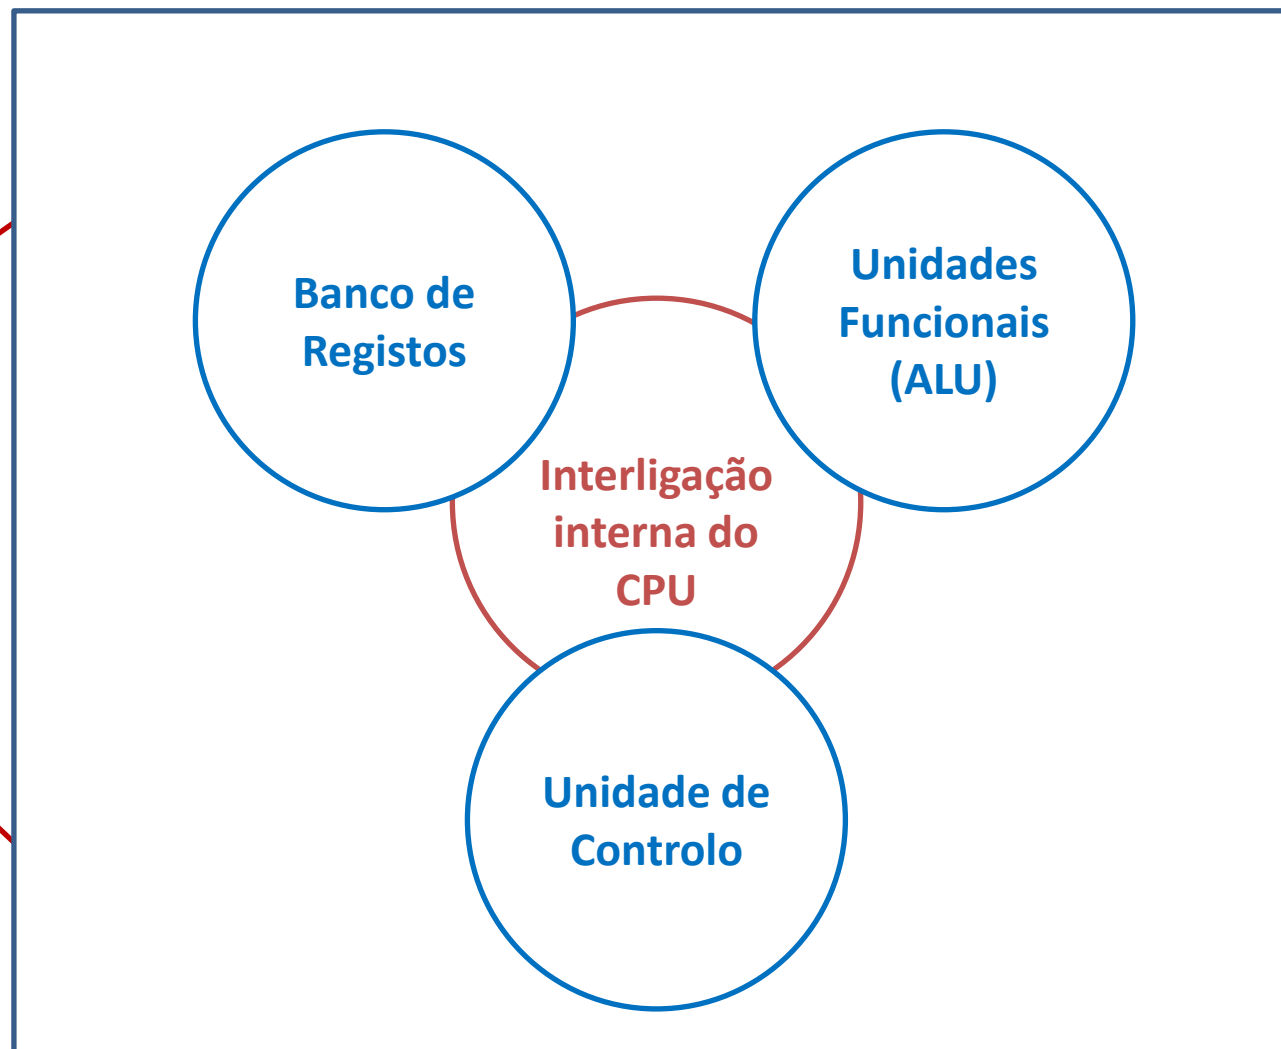 Banco de
Registos
Unidades
Funcionais
(ALU)
Interligação
interna do
CPU
Unidade de
Controlo